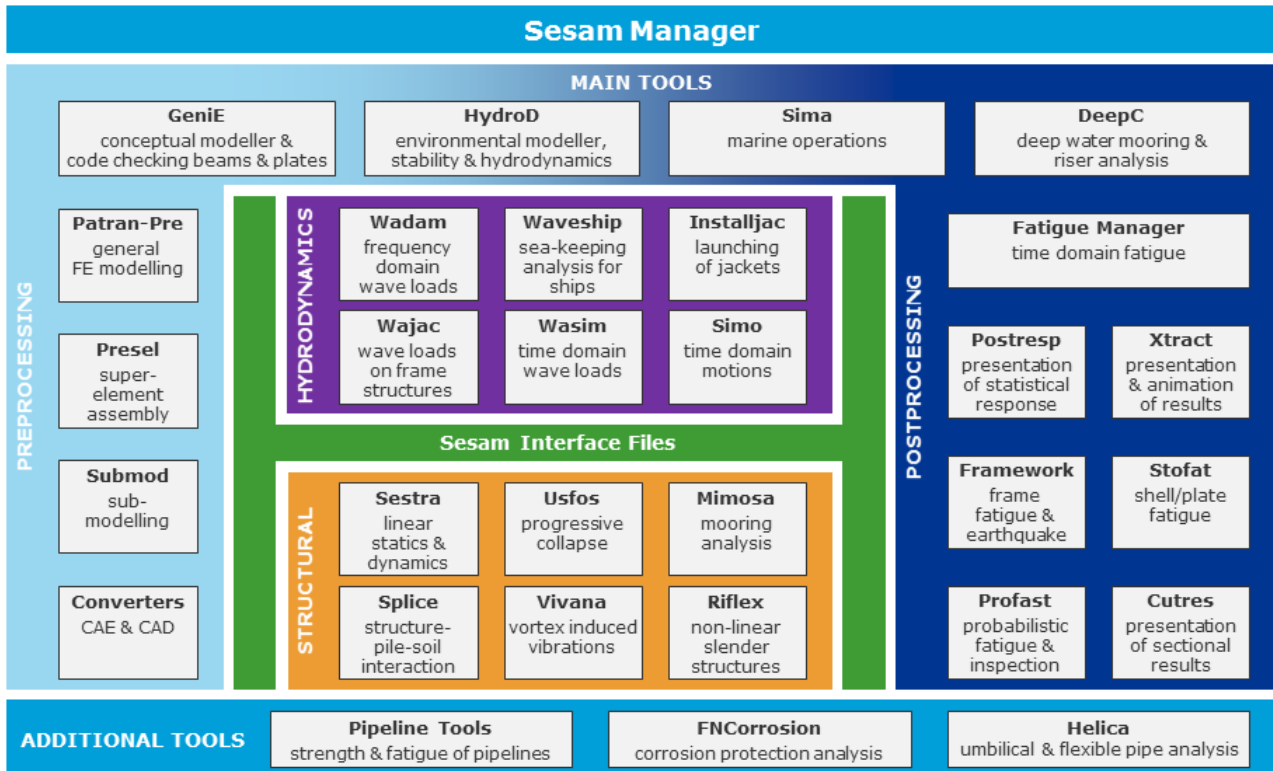 Sesam Manager
MAIN TOOLS
GeniE
conceptual modeller &
code checking beams & plates
HydroD
environmental modeller,
stability & hydrodynamics
Sima
marine operations
DeepC
deep water mooring &
riser analysis
PREPROCESSING
Patran-Pre
general
FE modelling
Presel
super-
element
assembly
Submod
sub-
modelling
Converters
CAE & CAD
HYDRODYNAMICS
Wadam
frequency
domain
wave loads
Waveship
sea-keeping
analysis for
ships
Installjac
launching
of jackets
Wajac
wave loads
on frame
structures
Wasim
time domain
wave loads
Simo
time domain
motions
Sesam Interface Files
STRUCTURAL
Sestra
linear
statics &
dynamics
Usfos
progressive
collapse
Mimosa
mooring
analysis
Splice
structure-
pile-soil
interaction
Vivana
vortex induced
vibrations
Riflex
non-linear
slender
structures
POSTPROCESSING
Fatigue Manager
time domain fatigue
Postresp
presentation
of statistical
response
Xtract
presentation
& animation
of results
Framework
frame
fatigue &
earthquake
Stofat
shell/plate
fatigue
Profast
probabilistic
fatigue &
inspection
Cutres
presentation
of sectional
results
ADDITIONAL TOOLS
Pipeline Tools
strength & fatigue of pipelines
FNCorrosion
corrosion protection analysis
Helica
umbilical & flexible pipe analysis